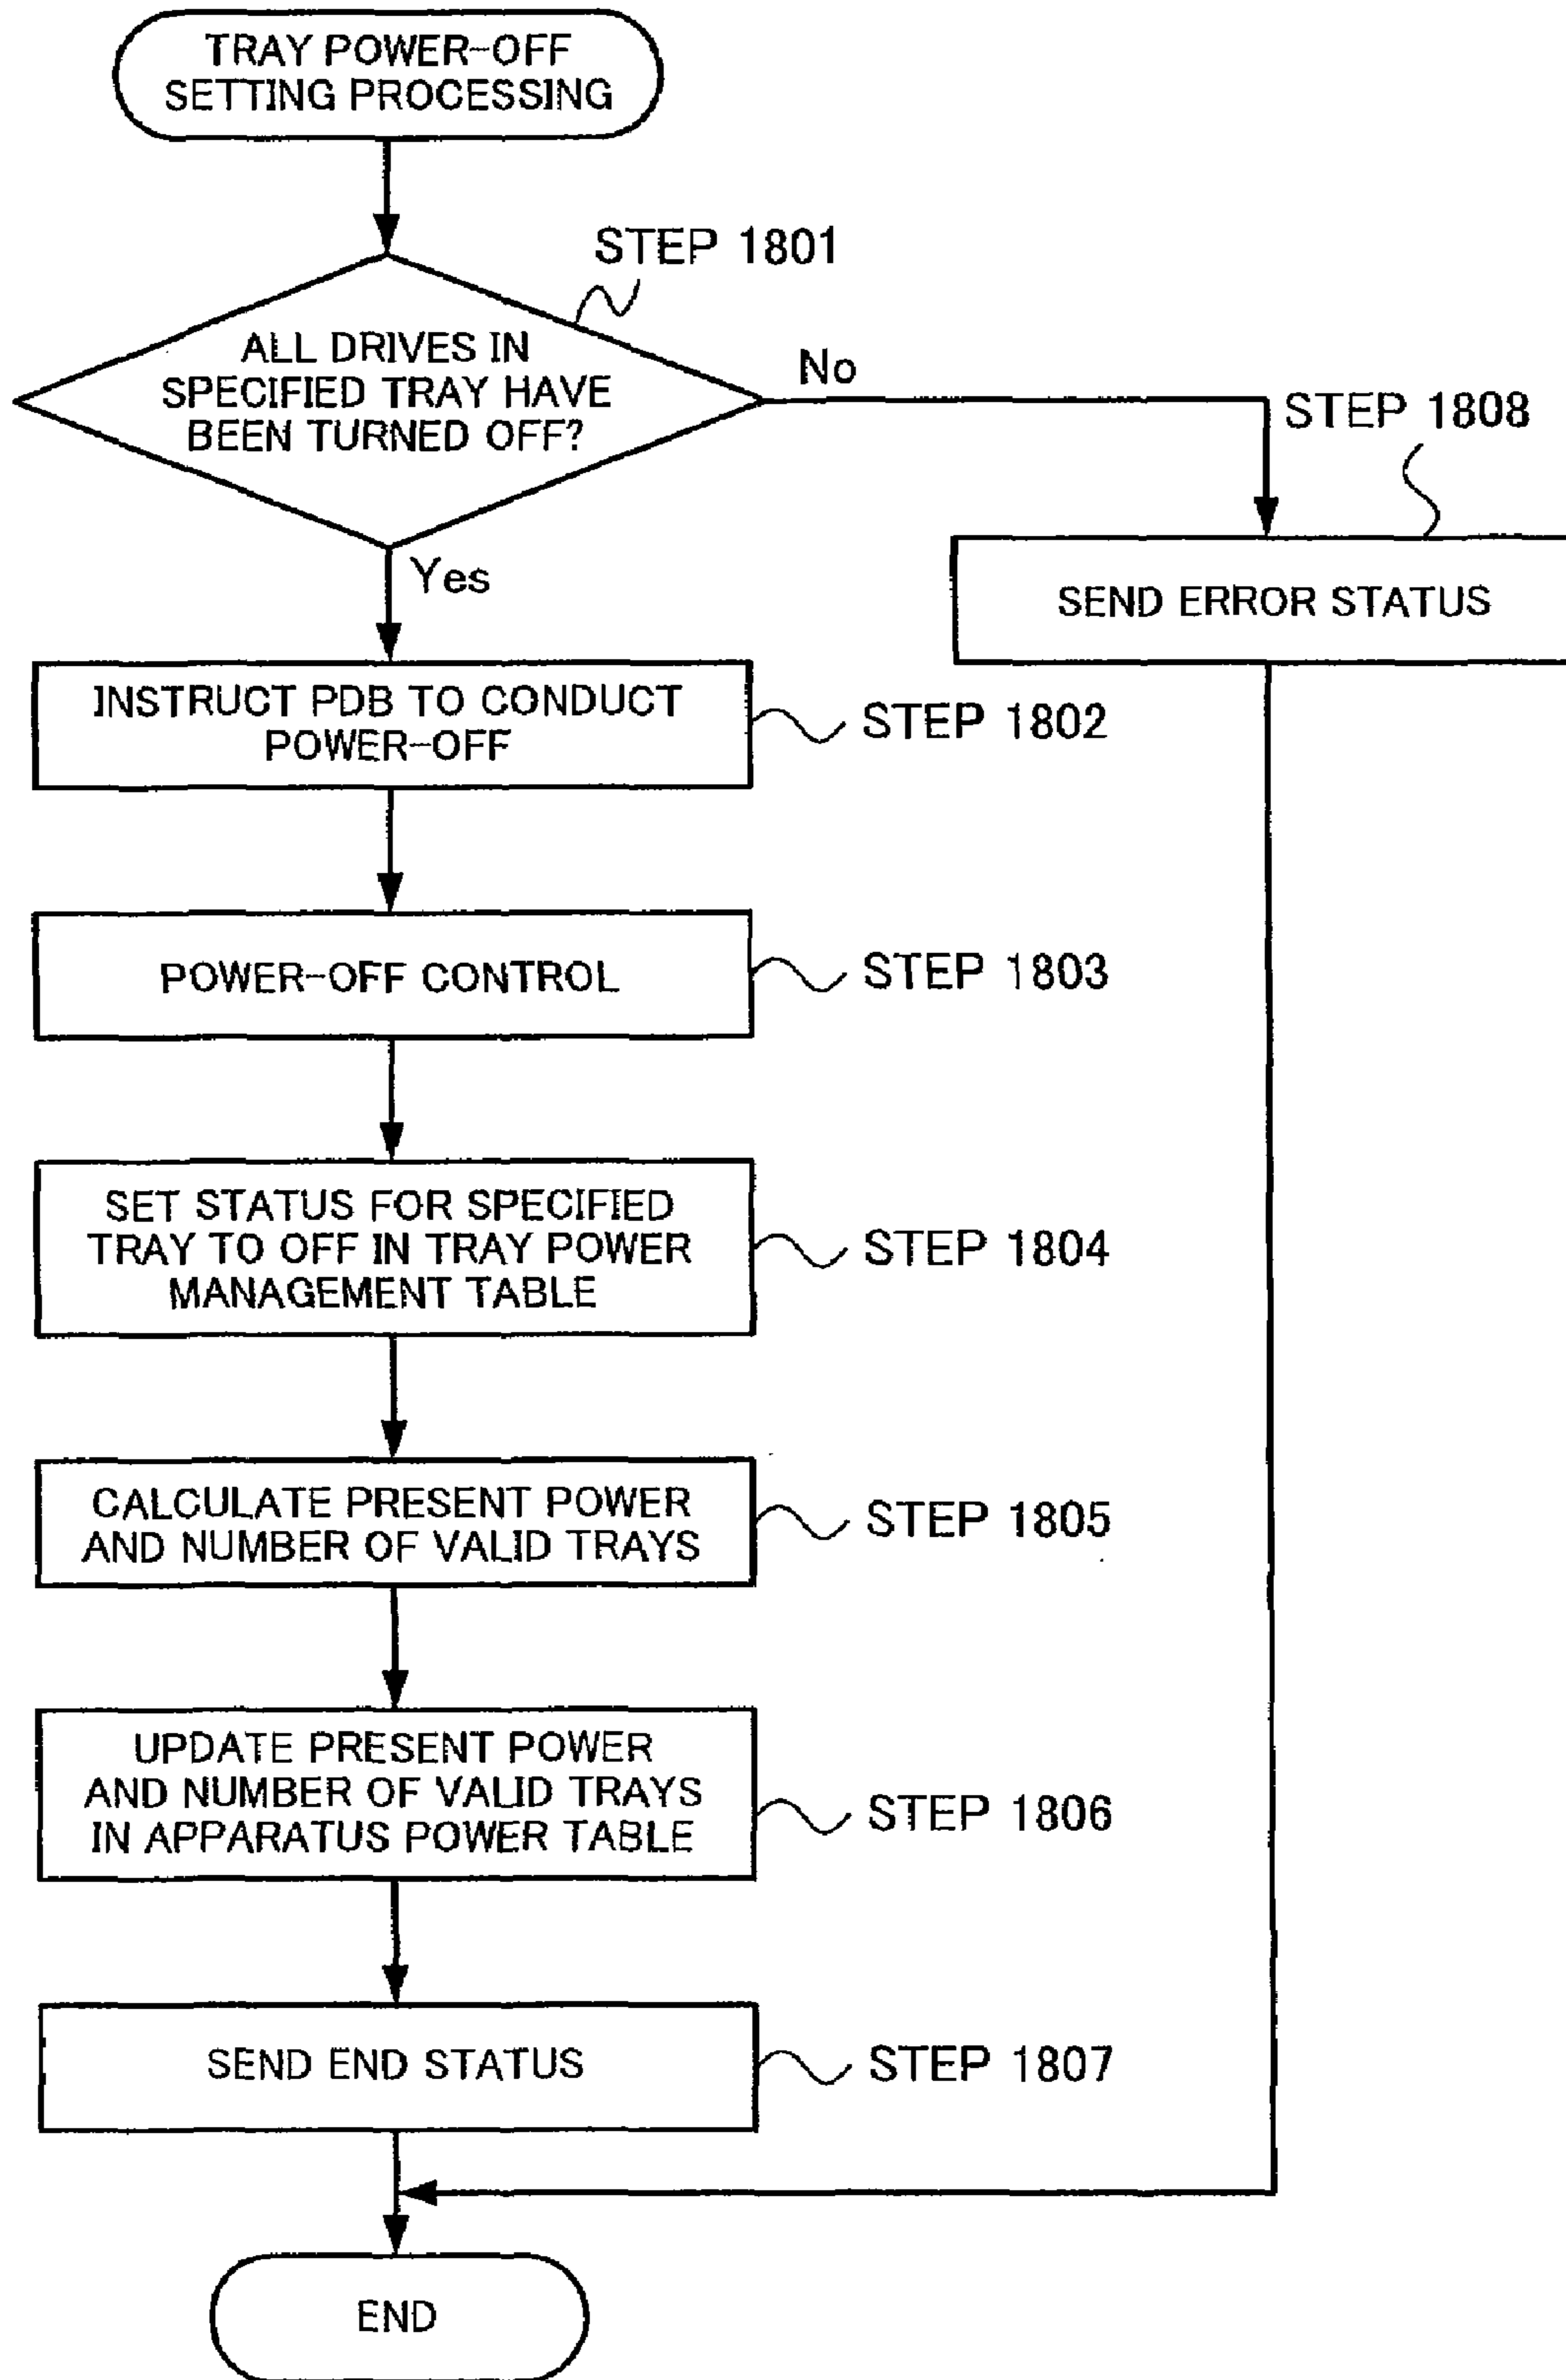 TRAY POWER-OFF
SETTING PROCESSING
STEP 1801
ALL DRIVES IN
SPECIFIED TRAY HAVE
BEEN TURNED OFF?
No
STEP 1808
Yes
SEND ERROR STATUS
INSTRUCT PDB TO CONDUCT
POWER-OFF
STEP 1802
POWER-OFF CONTROL
STEP 1803
SET STATUS FOR SPECIFIED
TRAY TO OFF IN TRAY POWER
MANAGEMENT TABLE
STEP 1804
CALCULATE PRESENT POWER
AND NUMBER OF VALID TRAYS
STEP 1805
UPDATE PRESENT POWER
AND NUMBER OF VALID TRAYS
IN APPARATUS POWER TABLE
STEP 1806
SEND END STATUS
STEP 1807
END